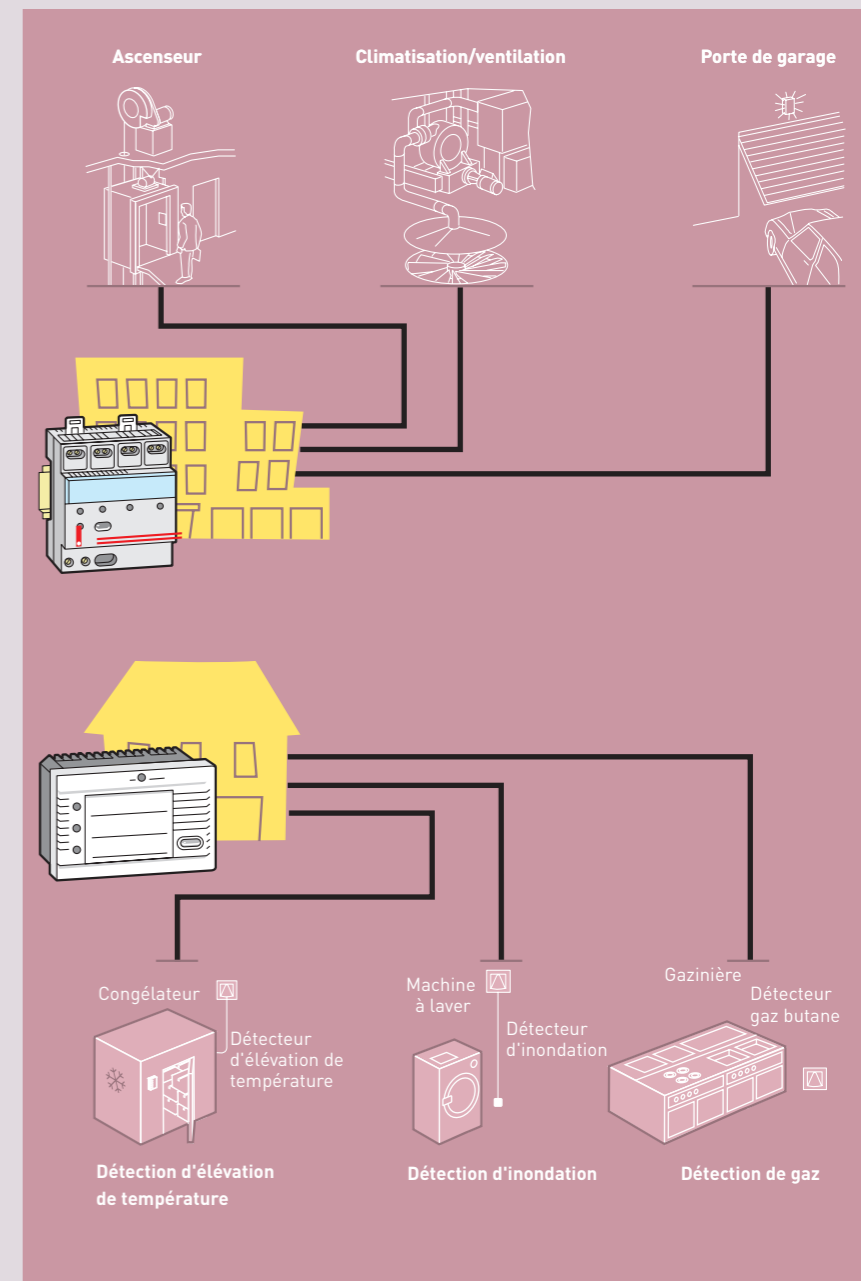 Ascenseur
Climatisation/ventilation
Porte de garage
Congélateur
Détecteur
d'élévation de
température
Machine
à laver
Détecteur
d'inondation
Gazinière
Détecteur
gaz butane
Détection d'élévation
de température
Détection d'inondation
Détection de gaz